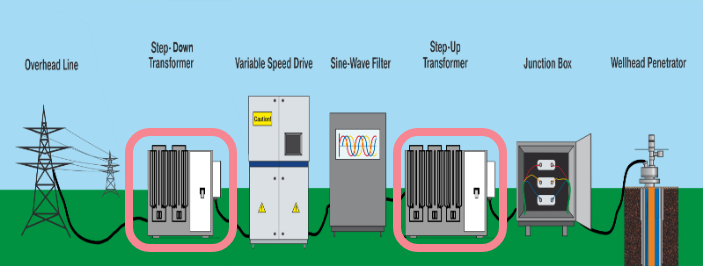 Overhead Line
Step-Down
Transformer
Variable Speed Drive
Sine-Wave Filter
Step-Up
Transformer
Junction Box
Wellhead Penetrator
Caution!